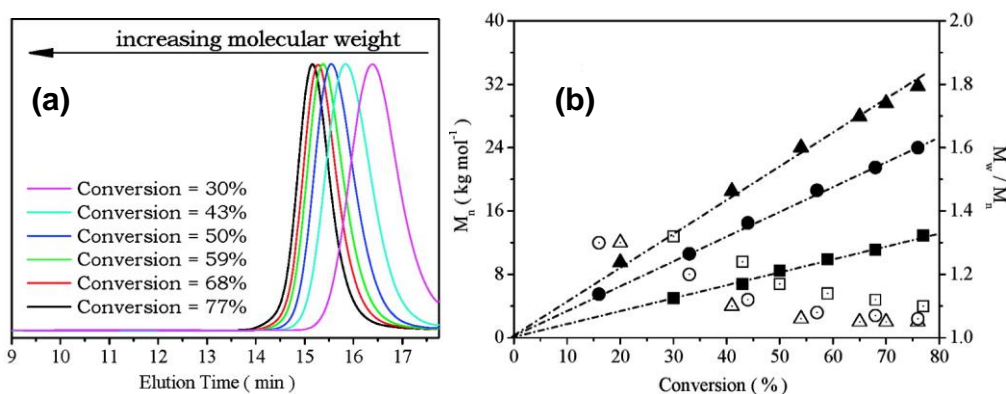 increasing molecular weight
(a)
Conversion = 30%
Conversion = 43%
Conversion = 50%
Conversion = 59%
Conversion = 68%
Conversion = 77%
9 10 11 12 13 14 15 16 17
Elution Time ( min )
(b)
40
32
24
16
8
0
M_n ( kg mol⁻¹ )
2.0
1.8
1.6
1.4
1.2
1.0
M_w / M_n
0 10 20 30 40 50 60 70 80
Conversion ( % )